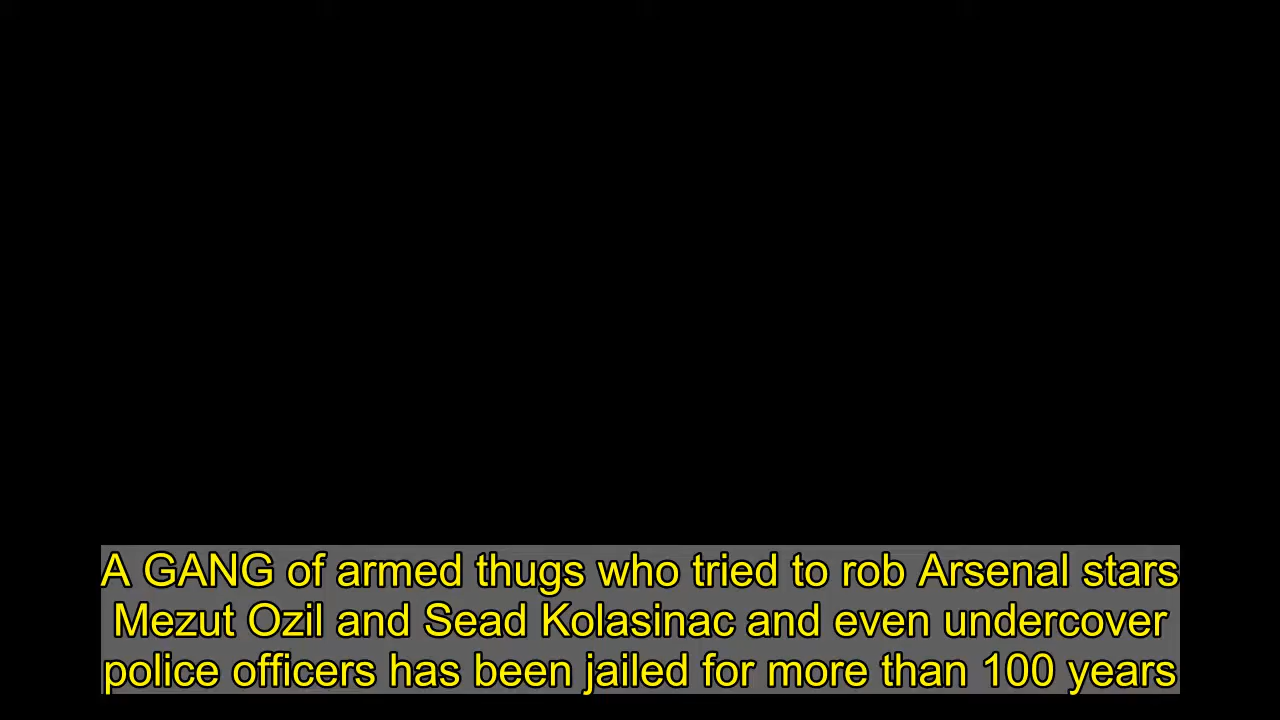 A GANG of armed thugs who tried to rob Arsenal stars
Mezut Ozil and Sead Kolasinac and even undercover
police officers has been jailed for more than 100 years